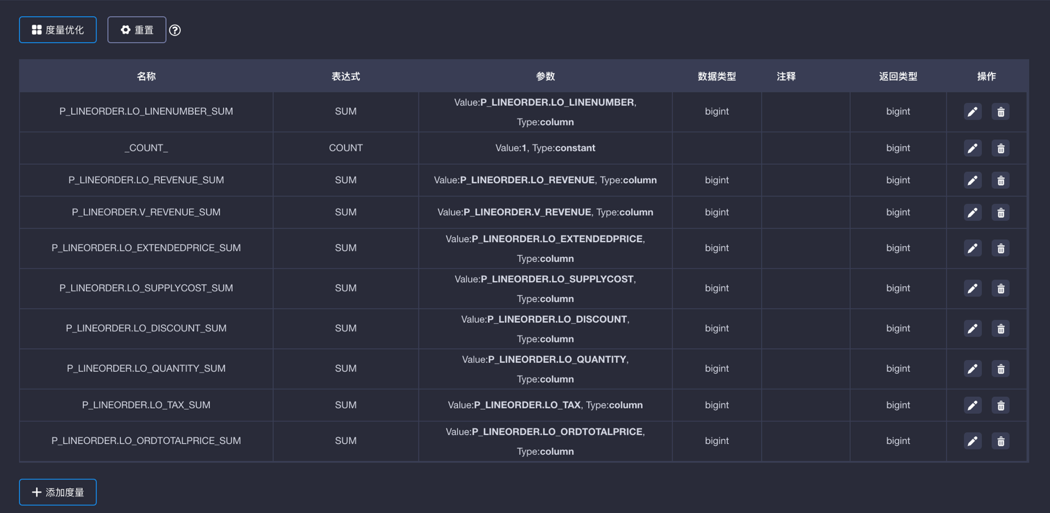 度量优化 重置 ?
名称 表达式 参数 数据类型 注释 返回类型 操作
P_LINEORDER.LO_LINENUMBER_SUM SUM Value:P_LINEORDER.LO_LINENUMBER, bigint bigint
Type:column
_COUNT_ COUNT Value:1, Type:constant bigint
P_LINEORDER.LO_REVENUE_SUM SUM Value:P_LINEORDER.LO_REVENUE, Type:column bigint bigint
P_LINEORDER.V_REVENUE_SUM SUM Value:P_LINEORDER.V_REVENUE, Type:column bigint bigint
P_LINEORDER.LO_EXTENDEDPRICE_SUM SUM Value:P_LINEORDER.LO_EXTENDEDPRICE, bigint bigint
Type:column
P_LINEORDER.LO_SUPPLYCOST_SUM SUM Value:P_LINEORDER.LO_SUPPLYCOST, bigint bigint
Type:column
P_LINEORDER.LO_DISCOUNT_SUM SUM Value:P_LINEORDER.LO_DISCOUNT, bigint bigint
Type:column
P_LINEORDER.LO_QUANTITY_SUM SUM Value:P_LINEORDER.LO_QUANTITY, bigint bigint
Type:column
P_LINEORDER.LO_TAX_SUM SUM Value:P_LINEORDER.LO_TAX, Type:column bigint bigint
P_LINEORDER.LO_ORDTOTALPRICE_SUM SUM Value:P_LINEORDER.LO_ORDTOTALPRICE, bigint bigint
Type:column
+ 添加度量